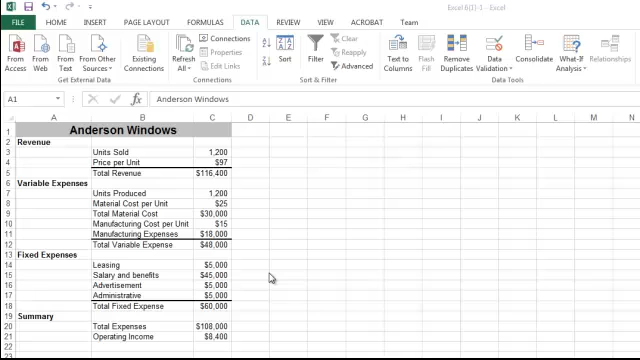 Excel 6(1)-1 - Excel
FILE HOME INSERT PAGE LAYOUT FORMULAS DATA REVIEW VIEW ACROBAT Team
From Access From Web From Text From Other Sources Existing Connections Refresh All Connections Properties Edit Links Sort Filter Clear Reapply Advanced Text to Columns Flash Fill Remove Duplicates Data Validation Consolidate What-If Analysis Relationships
Get External Data Connections Sort & Filter Data Tools
A1 fx Anderson Windows
A B C D E F G H I J K L M N
1 Anderson Windows
2 Revenue
3 Units Sold 1,200
4 Price per Unit $97
5 Total Revenue $116,400
6 Variable Expenses
7 Units Produced 1,200
8 Material Cost per Unit $25
9 Total Material Cost $30,000
10 Manufacturing Cost per Unit $15
11 Manufacturing Expenses $18,000
12 Total Variable Expense $48,000
13 Fixed Expenses
14 Leasing $5,000
15 Salary and benefits $45,000
16 Advertisement $5,000
17 Administrative $5,000
18 Total Fixed Expense $60,000
19 Summary
20 Total Expenses $108,000
21 Operating Income $8,400
22
23